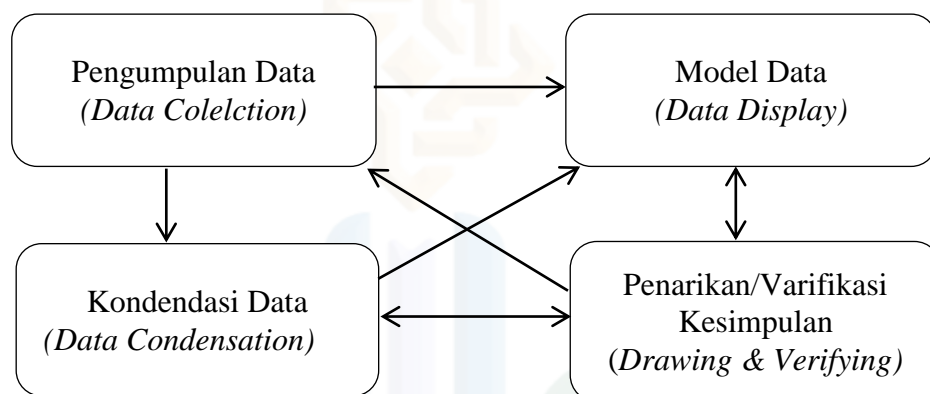 Pengumpulan Data
(Data Colelction)
Model Data
(Data Display)
Kondendasi Data
(Data Condensation)
Penarikan/Varifikasi
Kesimpulan
(Drawing & Verifying)